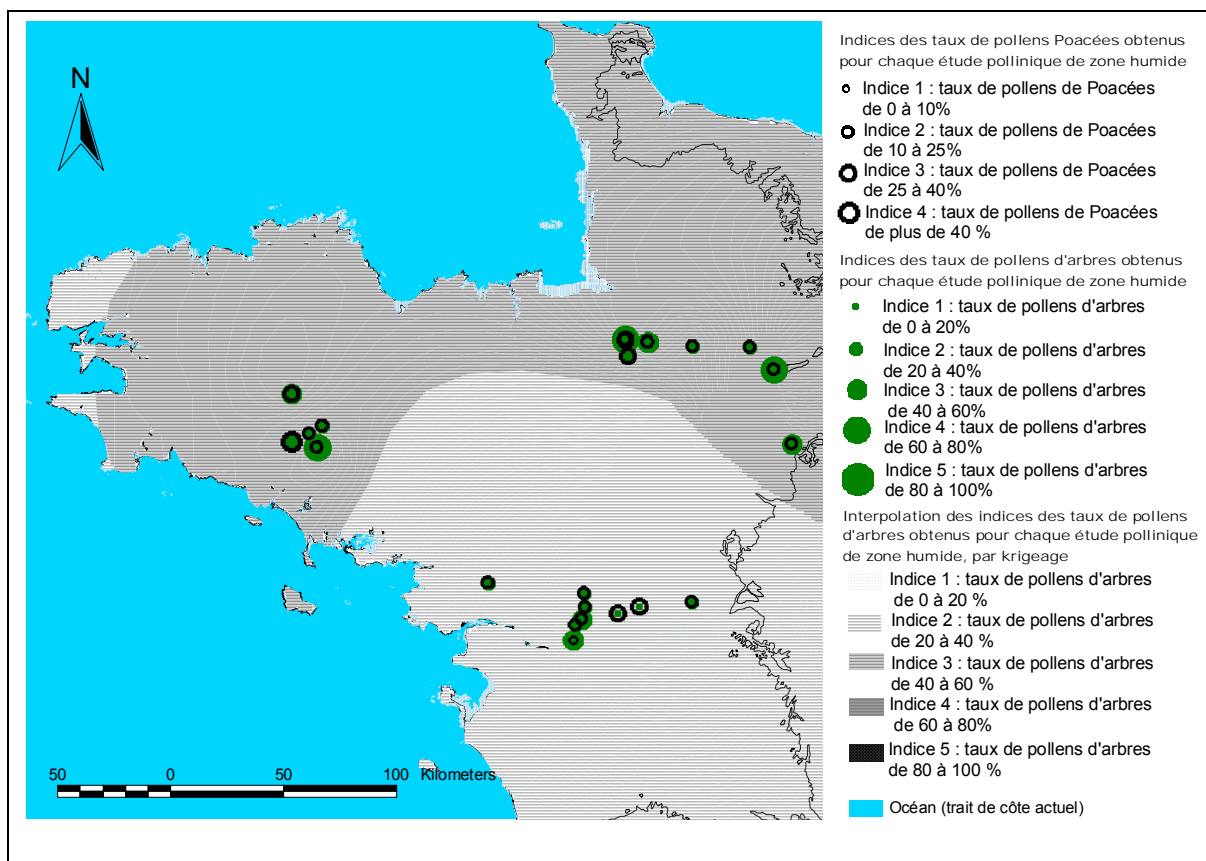 N
50 0 50 100 Kilometers
Indices des taux de pollens Poacées obtenus
pour chaque étude pollinique de zone humide
Indice 1 : taux de pollens de Poacées
de 0 à 10%
Indice 2 : taux de pollens de Poacées
de 10 à 25%
Indice 3 : taux de pollens de Poacées
de 25 à 40%
Indice 4 : taux de pollens de Poacées
de plus de 40 %
Indices des taux de pollens d'arbres obtenus
pour chaque étude pollinique de zone humide
Indice 1 : taux de pollens d'arbres
de 0 à 20%
Indice 2 : taux de pollens d'arbres
de 20 à 40%
Indice 3 : taux de pollens d'arbres
de 40 à 60%
Indice 4 : taux de pollens d'arbres
de 60 à 80%
Indice 5 : taux de pollens d'arbres
de 80 à 100%
Interpolation des indices des taux de pollens
d'arbres obtenus pour chaque étude pollinique
de zone humide, par krigeage
Indice 1 : taux de pollens d'arbres
de 0 à 20 %
Indice 2 : taux de pollens d'arbres
de 20 à 40 %
Indice 3 : taux de pollens d'arbres
de 40 à 60 %
Indice 4 : taux de pollens d'arbres
de 60 à 80%
Indice 5 : taux de pollens d'arbres
de 80 à 100 %
Océan (trait de côte actuel)